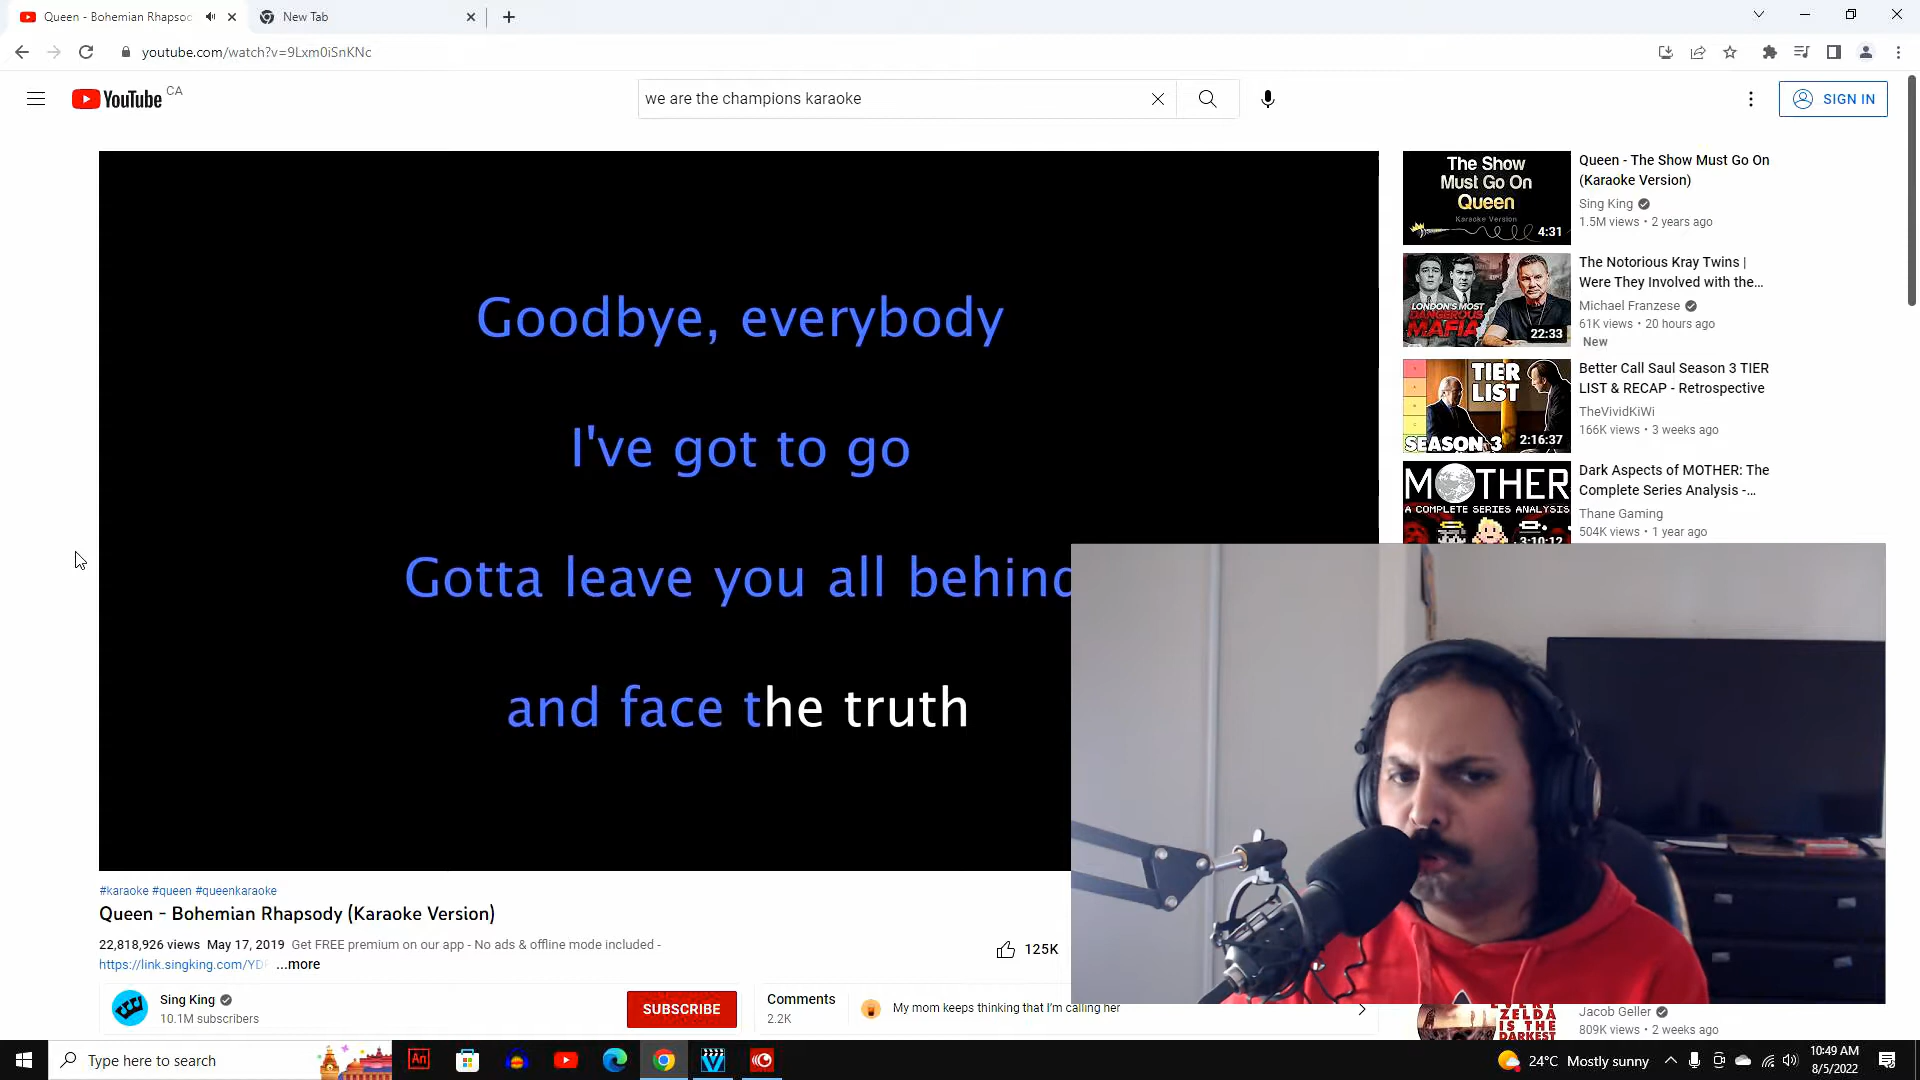 Queen - Bohemian Rhapsod
New Tab
youtube.com/watch?v=9Lxm0iSnKNc
YouTube CA
we are the champions karaoke
SIGN IN
Goodbye, everybody
I've got to go
Gotta leave you all behind
and face the truth
The Show
Must Go On
Queen
Karaoke Version
4:31
Queen - The Show Must Go On
(Karaoke Version)
Sing King
1.5M views • 2 years ago
LONDON'S MOST
DANGEROUS
MAFIA
22:33
The Notorious Kray Twins |
Were They Involved with the...
Michael Franzese
61K views • 20 hours ago
New
TIER
LIST
SEASON 3
2:16:37
Better Call Saul Season 3 TIER
LIST & RECAP - Retrospective
TheVividKiWi
166K views • 3 weeks ago
MOTHER
A COMPLETE SERIES ANALYSIS
3:10:12
Dark Aspects of MOTHER: The
Complete Series Analysis -...
Thane Gaming
504K views • 1 year ago
#karaoke #queen #queenkaraoke
Queen - Bohemian Rhapsody (Karaoke Version)
22,818,926 views May 17, 2019 Get FREE premium on our app - No ads & offline mode included -
https://link.singking.com/YD
...more
125K
Sing King
10.1M subscribers
SUBSCRIBE
Comments
2.2K
My mom keeps thinking that I'm calling her
EVERY
ZELDA
IS THE
DARKEST
Jacob Geller
809K views • 2 weeks ago
Type here to search
An
24°C Mostly sunny
10:49 AM
8/5/2022